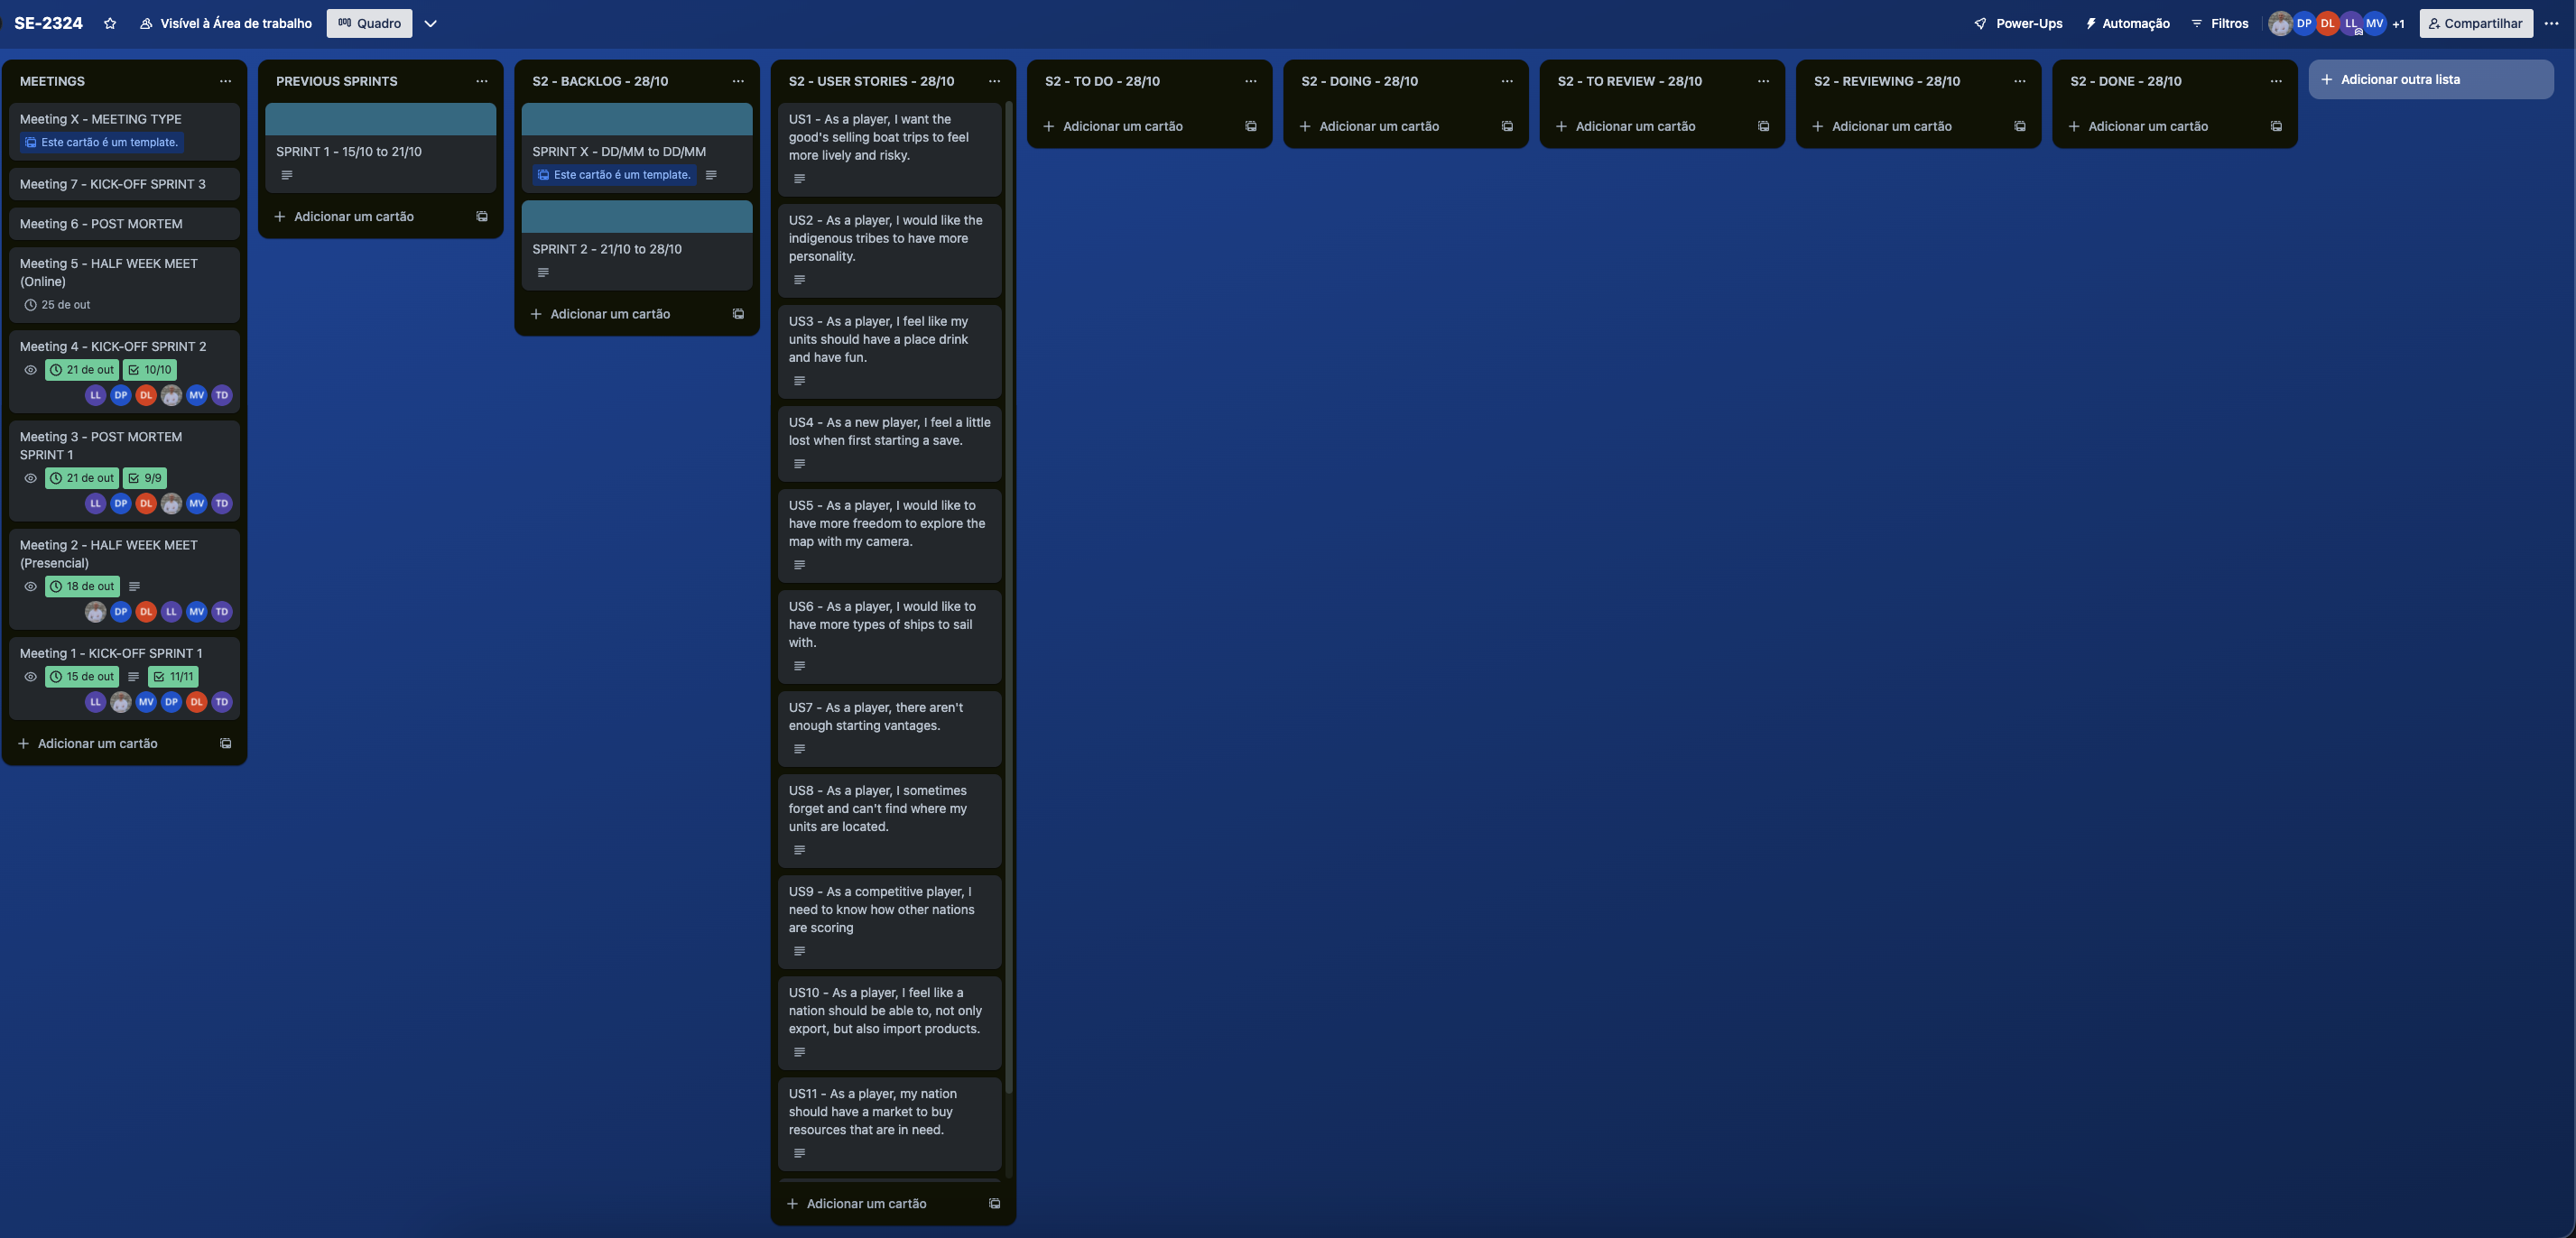 SE-2324
Visível à Área de trabalho
Quadro
Power-Ups
Automação
Filtros
DP
DL
LL
MV
+1
Compartilhar
MEETINGS
Meeting X - MEETING TYPE
Este cartão é um template.
Meeting 7 - KICK-OFF SPRINT 3
Meeting 6 - POST MORTEM
Meeting 5 - HALF WEEK MEET
(Online)
25 de out
Meeting 4 - KICK-OFF SPRINT 2
21 de out
10/10
LL
DP
DL
MV
TD
Meeting 3 - POST MORTEM
SPRINT 1
21 de out
9/9
LL
DP
DL
MV
TD
Meeting 2 - HALF WEEK MEET
(Presencial)
18 de out
DP
DL
LL
MV
TD
Meeting 1 - KICK-OFF SPRINT 1
15 de out
11/11
LL
MV
DP
DL
TD
Adicionar um cartão
PREVIOUS SPRINTS
SPRINT 1 - 15/10 to 21/10
Adicionar um cartão
S2 - BACKLOG - 28/10
SPRINT X - DD/MM to DD/MM
Este cartão é um template.
SPRINT 2 - 21/10 to 28/10
Adicionar um cartão
S2 - USER STORIES - 28/10
US1 - As a player, I want the
good's selling boat trips to feel
more lively and risky.
US2 - As a player, I would like the
indigenous tribes to have more
personality.
US3 - As a player, I feel like my
units should have a place drink
and have fun.
US4 - As a new player, I feel a little
lost when first starting a save.
US5 - As a player, I would like to
have more freedom to explore the
map with my camera.
US6 - As a player, I would like to
have more types of ships to sail
with.
US7 - As a player, there aren't
enough starting vantages.
US8 - As a player, I sometimes
forget and can't find where my
units are located.
US9 - As a competitive player, I
need to know how other nations
are scoring
US10 - As a player, I feel like a
nation should be able to, not only
export, but also import products.
US11 - As a player, my nation
should have a market to buy
resources that are in need.
Adicionar um cartão
S2 - TO DO - 28/10
Adicionar um cartão
S2 - DOING - 28/10
Adicionar um cartão
S2 - TO REVIEW - 28/10
Adicionar um cartão
S2 - REVIEWING - 28/10
Adicionar um cartão
S2 - DONE - 28/10
Adicionar um cartão
Adicionar outra lista